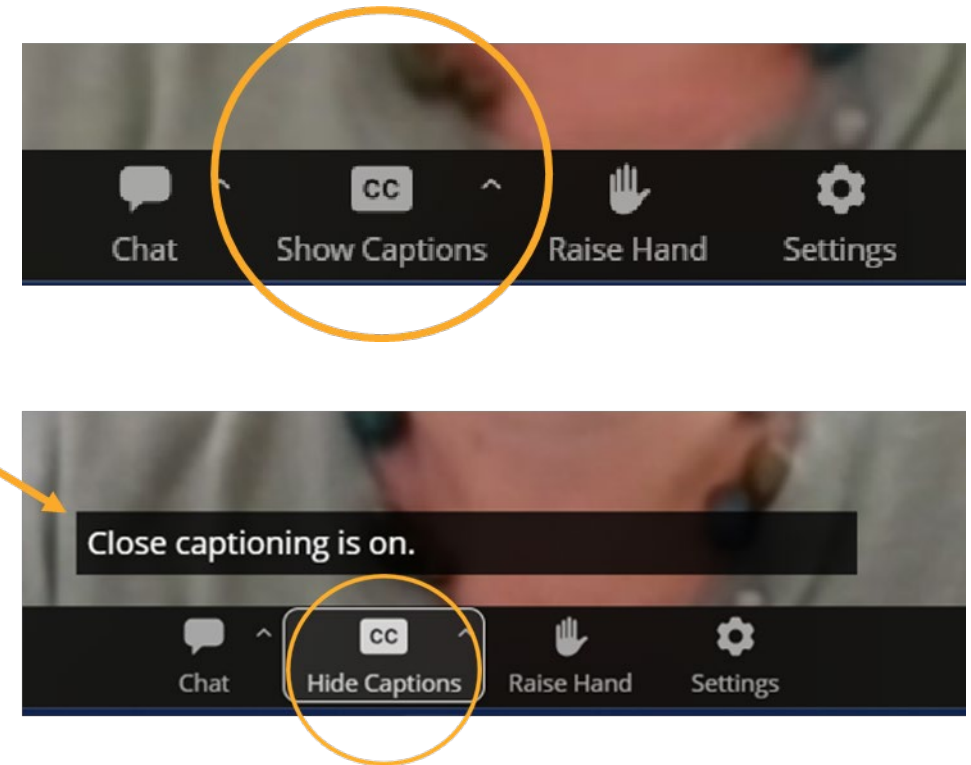 CC
Chat Show Captions Raise Hand Settings
Close captioning is on.
CC
Chat Hide Captions Raise Hand Settings